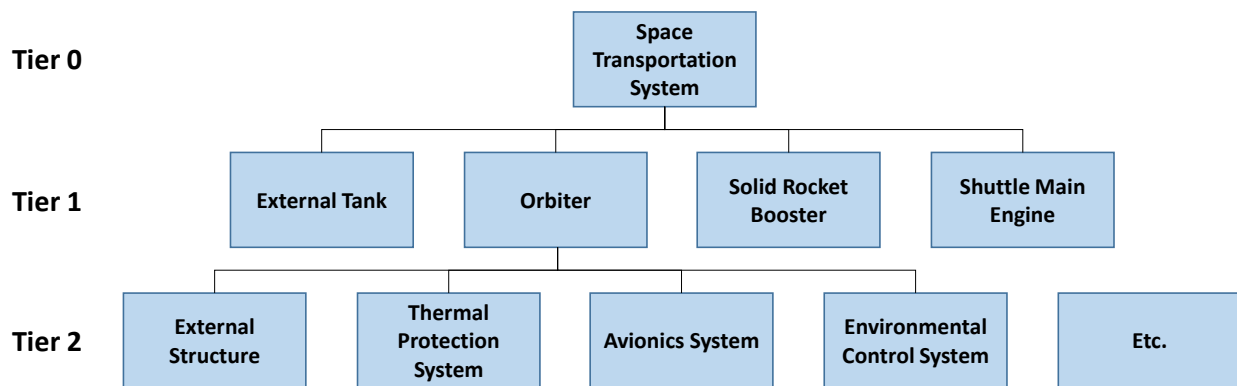 Tier 0
Space
Transportation
System
Tier 1
External Tank
Orbiter
Solid Rocket
Booster
Shuttle Main
Engine
Tier 2
External
Structure
Thermal
Protection
System
Avionics System
Environmental
Control System
Etc.